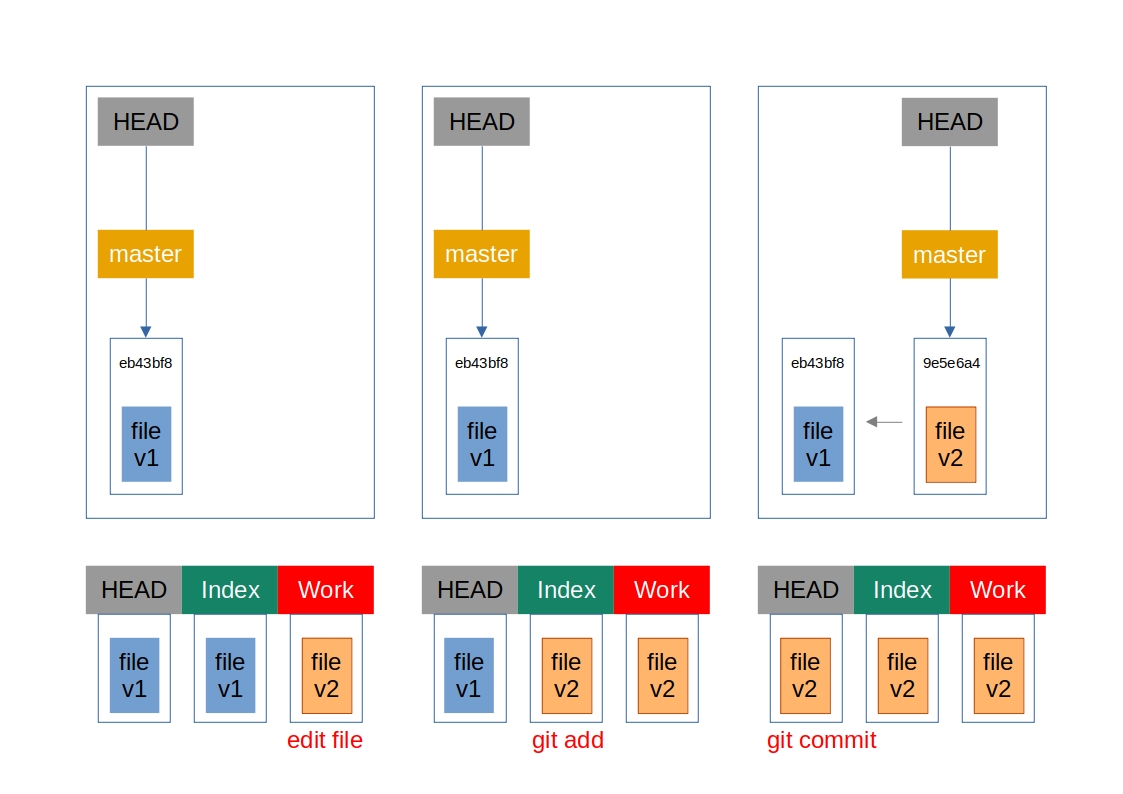 HEAD
master
eb43bf8
file
v1
HEAD
master
eb43bf8
file
v1
HEAD
master
eb43bf8
file
v1
9e5e6a4
file
v2
HEAD Index Work
file
v1
file
v1
file
v2
edit file
HEAD Index Work
file
v1
file
v2
file
v2
git add
HEAD Index Work
file
v2
file
v2
file
v2
git commit